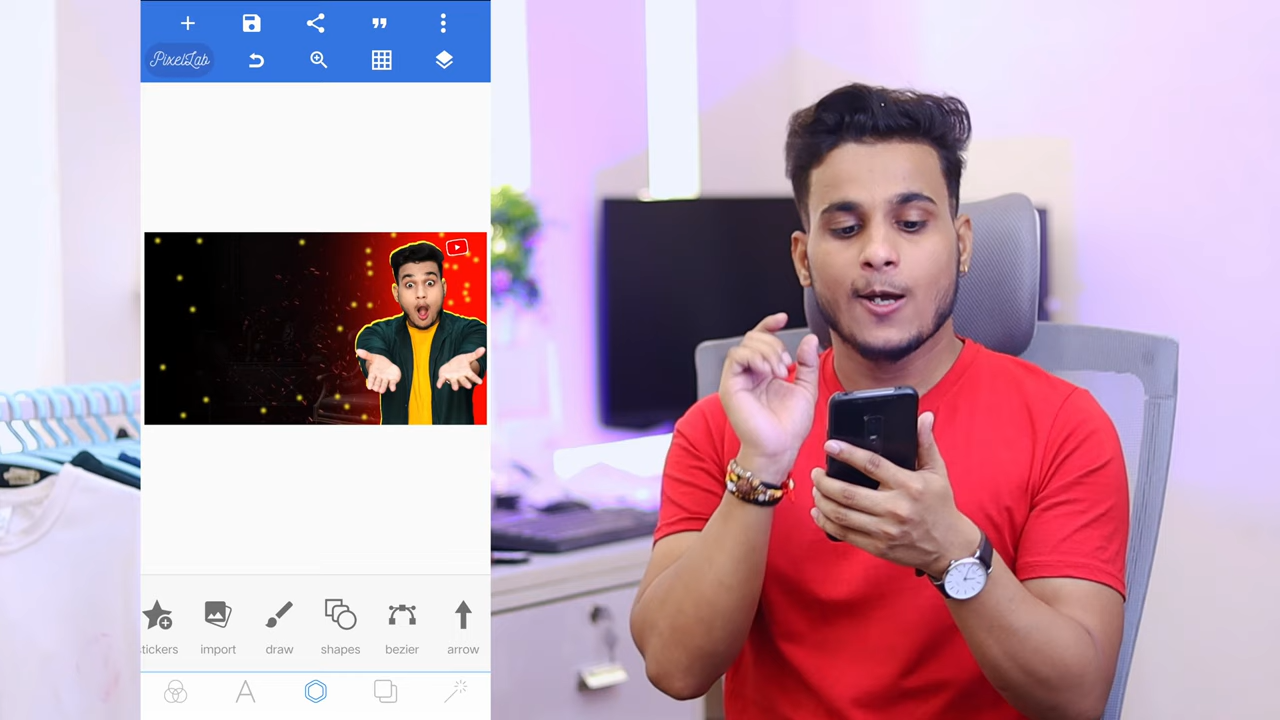 PixelLab
tickers
import
draw
shapes
bezier
arrow